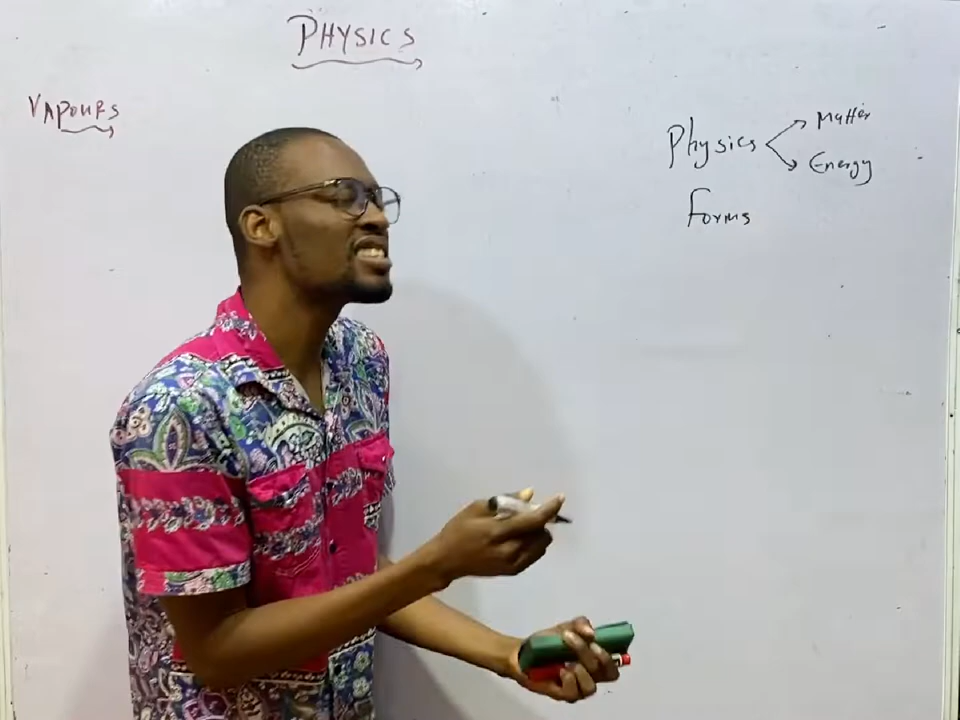 PHYSICS
VAPOURS
Physics
Matter
Energy
Forms